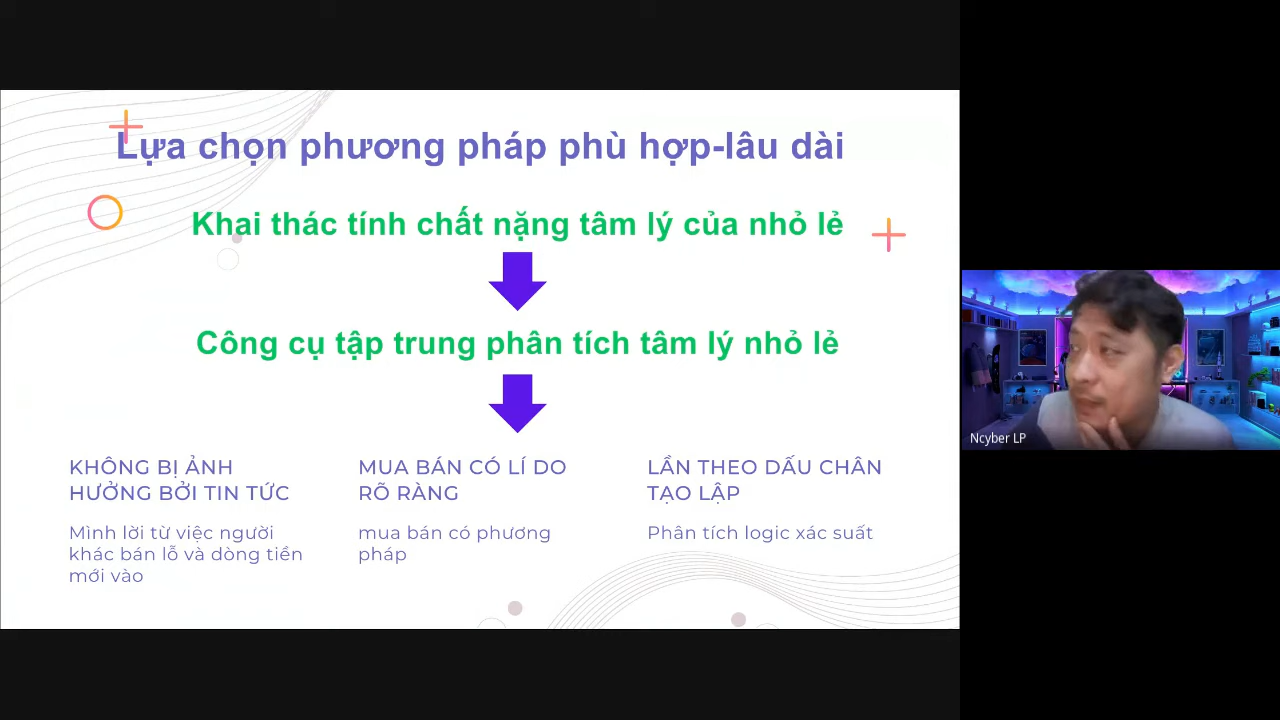 Lựa chọn phương pháp phù hợp-lâu dài
Khai thác tính chất nặng tâm lý của nhỏ lẻ
Công cụ tập trung phân tích tâm lý nhỏ lẻ
KHÔNG BỊ ẢNH
HƯỞNG BỞI TIN TỨC
Mình lời từ việc người
khác bán lỗ và dòng tiền
mới vào
MUA BÁN CÓ LÍ DO
RÕ RÀNG
mua bán có phương
pháp
LẦN THEO DẤU CHÂN
TẠO LẬP
Phân tích logic xác suất
Ncyber LP